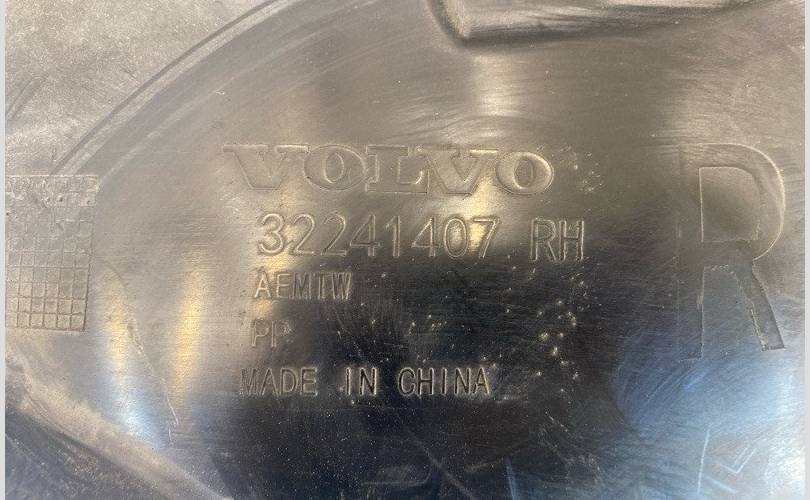 VOLVO
32241407 RH
R
AEMTW
PP
MADE IN CHINA